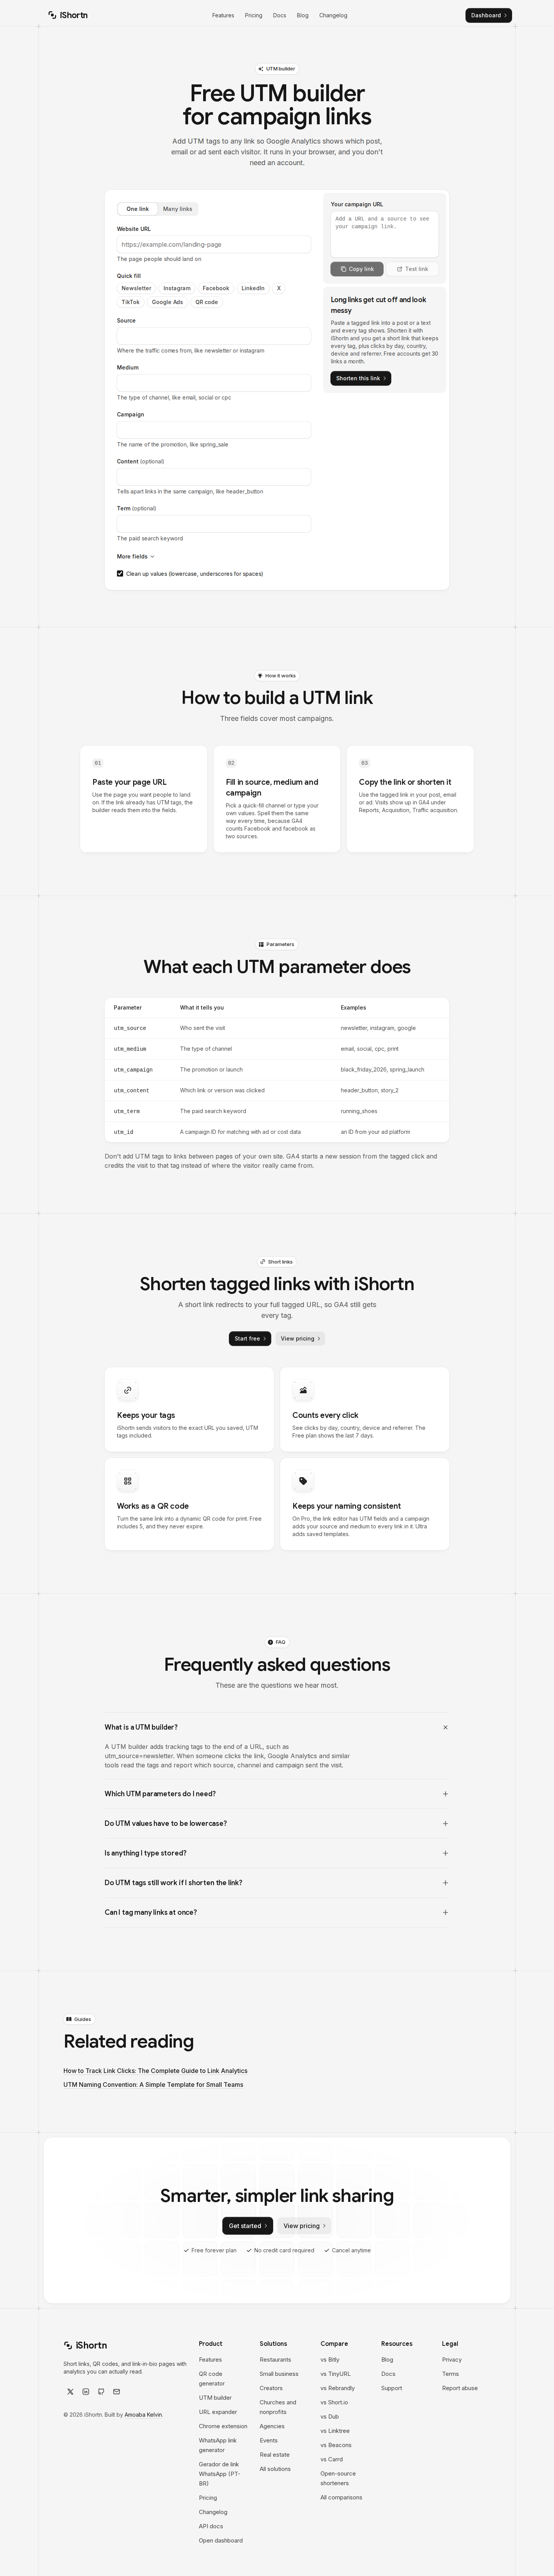 iShortn
Features Pricing Docs Blog Changelog
Dashboard
UTM builder
Free UTM builder
for campaign links
Add UTM tags to any link so Google Analytics shows which post,
email or ad sent each visitor. It runs in your browser, and you don't
need an account.
One link Many links
Website URL
https://example.com/landing-page
The page people should land on
Quick fill
Newsletter Instagram Facebook LinkedIn X
TikTok Google Ads QR code
Source
Where the traffic comes from, like newsletter or instagram
Medium
The type of channel, like email, social or cpc
Campaign
The name of the promotion, like spring_sale
Content (optional)
Tells apart links in the same campaign, like header_button
Term (optional)
The paid search keyword
More fields
Clean up values (lowercase, underscores for spaces)
Your campaign URL
Add a URL and a source to see
your campaign link.
Copy link Test link
Long links get cut off and look
messy
Paste a tagged link into a post or a text
and every tag shows. Shorten it with
iShortn and you get a short link that keeps
every tag, plus clicks by day, country,
device and referrer. Free accounts get 30
links a month.
Shorten this link
How it works
How to build a UTM link
Three fields cover most campaigns.
01
Paste your page URL
Use the page you want people to land
on. If the link already has UTM tags, the
builder reads them into the fields.
02
Fill in source, medium and
campaign
Pick a quick-fill channel or type your
own values. Spell them the same
way every time, because GA4
counts Facebook and facebook as
two sources.
03
Copy the link or shorten it
Use the tagged link in your post, email
or ad. Visits show up in GA4 under
Reports, Acquisition, Traffic acquisition.
Parameters
What each UTM parameter does
Parameter What it tells you Examples
utm_source Who sent the visit newsletter, instagram, google
utm_medium The type of channel email, social, cpc, print
utm_campaign The promotion or launch black_friday_2026, spring_launch
utm_content Which link or version was clicked header_button, story_2
utm_term The paid search keyword running_shoes
utm_id A campaign ID for matching with ad or cost data an ID from your ad platform
Don't add UTM tags to links between pages of your own site. GA4 starts a new session from the tagged click and
credits the visit to that tag instead of where the visitor really came from.
Short links
Shorten tagged links with iShortn
A short link redirects to your full tagged URL, so GA4 still gets
every tag.
Start free View pricing
Keeps your tags
iShortn sends visitors to the exact URL you saved, UTM
tags included.
Counts every click
See clicks by day, country, device and referrer. The
Free plan shows the last 7 days.
Works as a QR code
Turn the same link into a dynamic QR code for print. Free
includes 5, and they never expire.
Keeps your naming consistent
On Pro, the link editor has UTM fields and a campaign
adds your source and medium to every link in it. Ultra
adds saved templates.
FAQ
Frequently asked questions
These are the questions we hear most.
What is a UTM builder?
A UTM builder adds tracking tags to the end of a URL, such as
utm_source=newsletter. When someone clicks the link, Google Analytics and similar
tools read the tags and report which source, channel and campaign sent the visit.
Which UTM parameters do I need?
Do UTM values have to be lowercase?
Is anything I type stored?
Do UTM tags still work if I shorten the link?
Can I tag many links at once?
Guides
Related reading
How to Track Link Clicks: The Complete Guide to Link Analytics
UTM Naming Convention: A Simple Template for Small Teams
Smarter, simpler link sharing
Get started View pricing
Free forever plan No credit card required Cancel anytime
iShortn
Short links, QR codes, and link-in-bio pages with
analytics you can actually read.
© 2026 iShortn. Built by Amoaba Kelvin.
Product
Features
QR code
generator
UTM builder
URL expander
Chrome extension
WhatsApp link
generator
Gerador de link
WhatsApp (PT-
BR)
Pricing
Changelog
API docs
Open dashboard
Solutions
Restaurants
Small business
Creators
Churches and
nonprofits
Agencies
Events
Real estate
All solutions
Compare
vs Bitly
vs TinyURL
vs Rebrandly
vs Short.io
vs Dub
vs Linktree
vs Beacons
vs Carrd
Open-source
shorteners
All comparisons
Resources
Blog
Docs
Support
Legal
Privacy
Terms
Report abuse